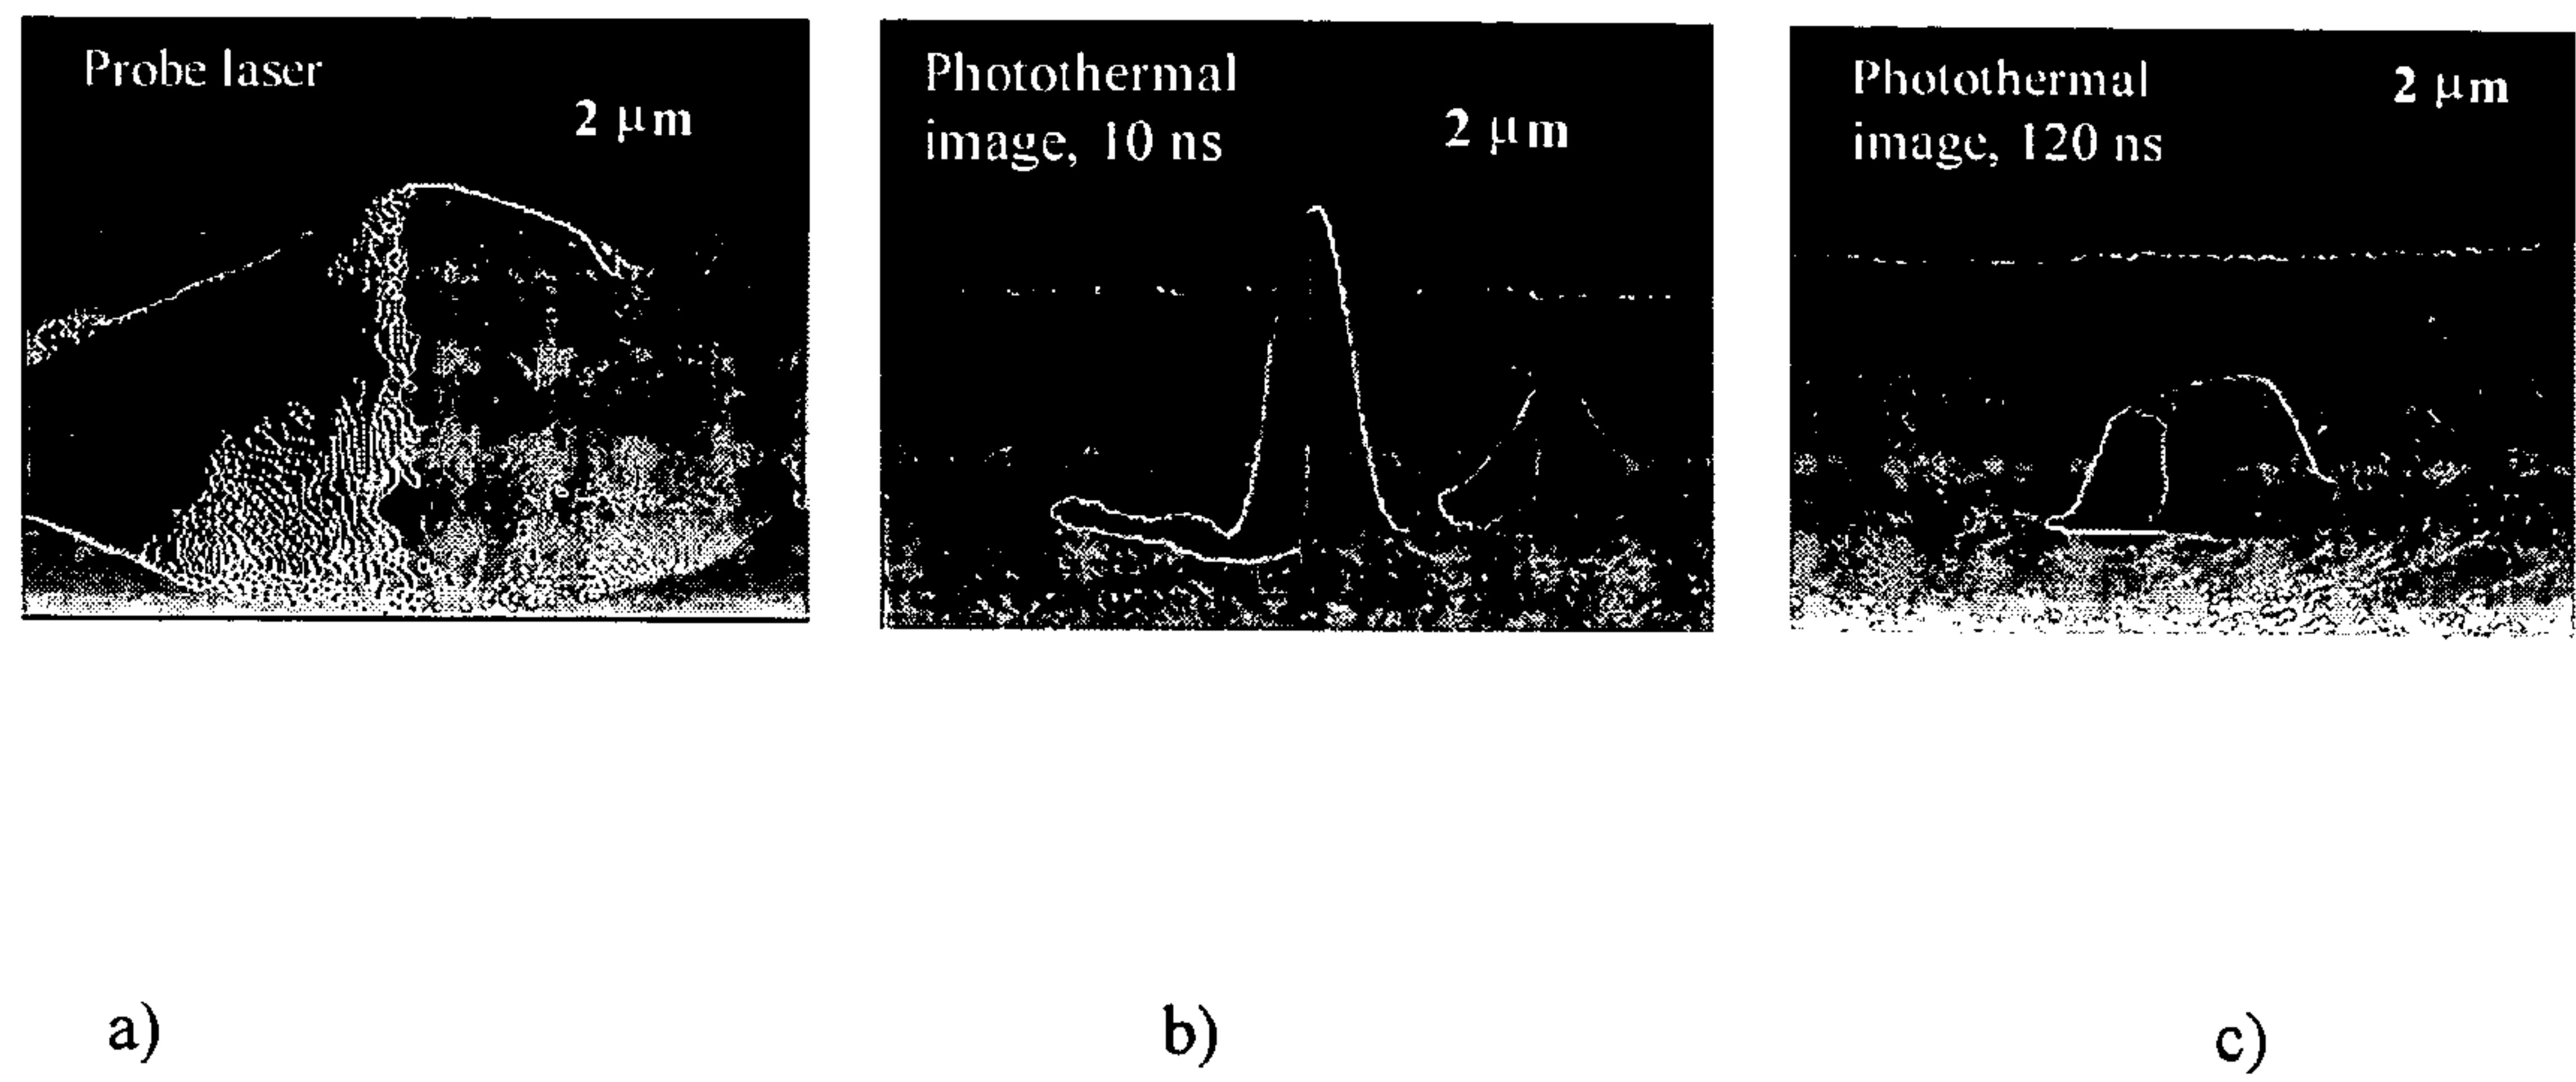 Probe laser
2 μm
Photothermal
image, 10 ns
2 μm
Photothermal
image, 120 ns
2 μm
a)
b)
c)